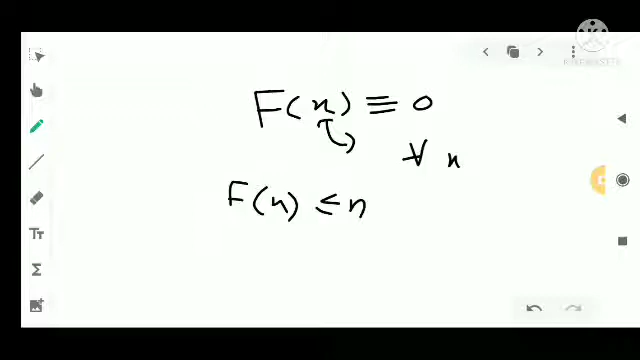 F(x) ≡ 0
∀ x
F(n) ≤ n